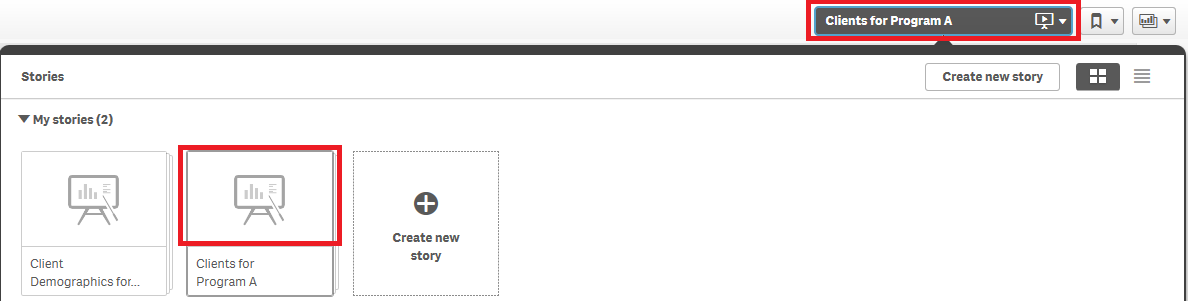 Clients for Program A
Stories
Create new story
My stories (2)
Client
Demographics for...
Clients for
Program A
Create new
story